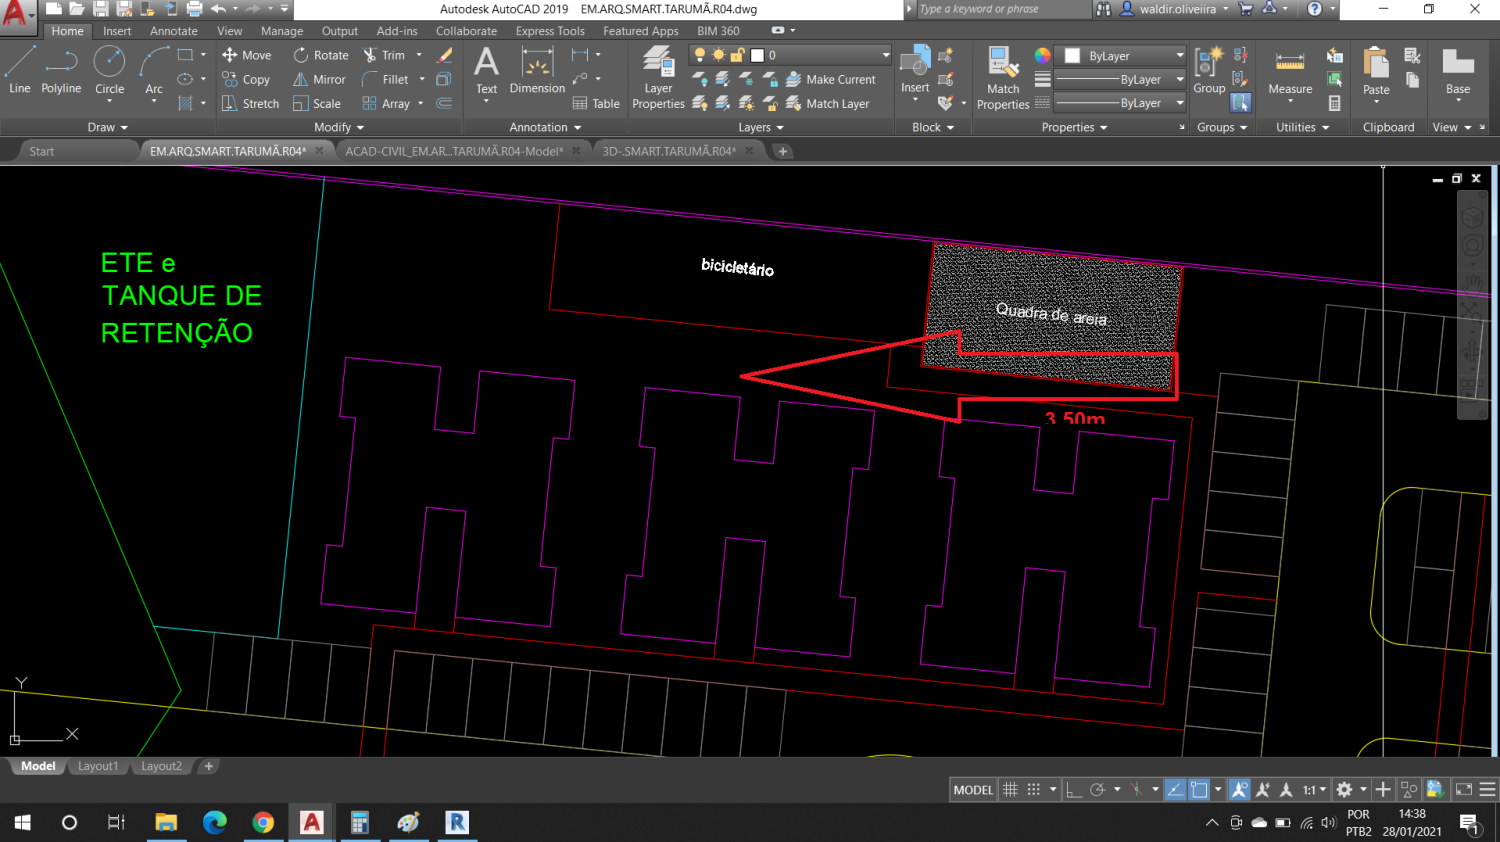 Autodesk AutoCAD 2019 EM.ARQ.SMART.TARUMÃ.R04.dwg
Type a keyword or phrase
waldir.oliveiira
Home Insert Annotate View Manage Output Add-ins Collaborate Express Tools Featured Apps BIM 360
Line Polyline Circle Arc
Move Rotate Trim
Copy Mirror Fillet
Stretch Scale Array
Text Dimension Table
Layer Properties
0
Make Current
Match Layer
Insert
Match Properties
ByLayer
ByLayer
ByLayer
Group Measure Paste Base
Draw Modify Annotation Layers Block Properties Groups Utilities Clipboard View
Start EM.ARQ.SMART.TARUMÃ.R04* ACAD-CIVIL_EM.AR...TARUMÃ.R04-Model* 3D-.SMART.TARUMÃ.R04*
ETE e
TANQUE DE
RETENÇÃO
bicicletário
Quadra de areia
3,50m
Y
X
Model Layout1 Layout2
MODEL 1:1
POR
PTB2
14:38
28/01/2021
1